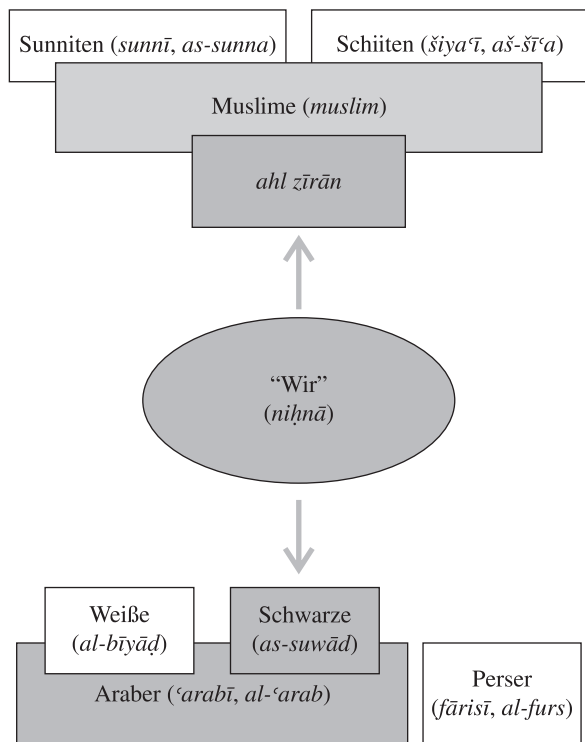 Sunniten (sunnī, as-sunna)
Schiiten (šiyaʿī, aš-šīʿa)
Muslime (muslim)
ahl zīrān
“Wir”
(niḥnā)
Weiße
(al-bīyāḍ)
Schwarze
(as-suwād)
Araber (ʿarabī, al-ʿarab)
Perser
(fārisī, al-furs)